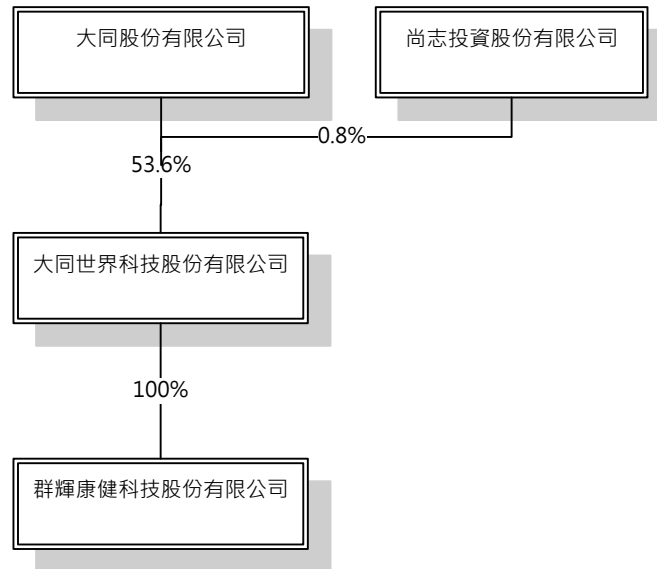 大同股份有限公司
尚志投資股份有限公司
0.8%
53.6%
大同世界科技股份有限公司
100%
群輝康健科技股份有限公司